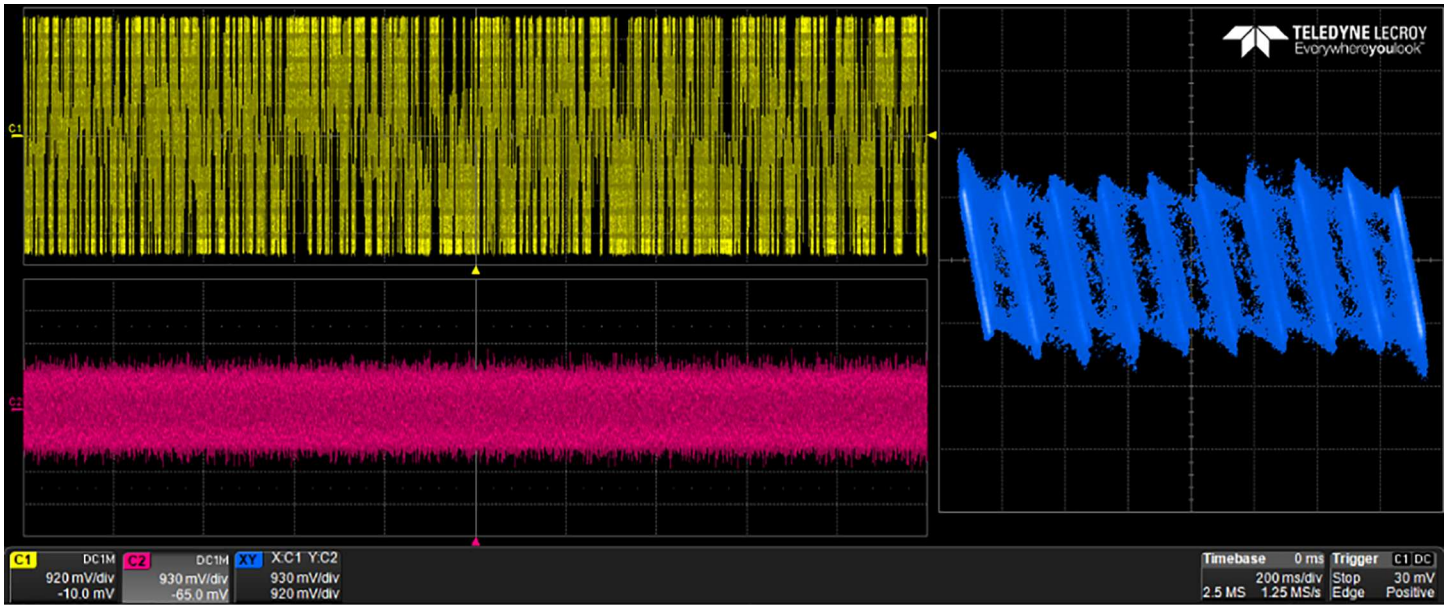 TELEDYNE LECROY
Everywhereyoulook™
C1
C2
C1 DC1M
920 mV/div
-10.0 mV
C2 DC1M
930 mV/div
-65.0 mV
XY X:C1 Y:C2
930 mV/div
920 mV/div
Timebase 0 ms
200 ms/div
2.5 MS 1.25 MS/s
Trigger C1 DC
Stop 30 mV
Edge Positive